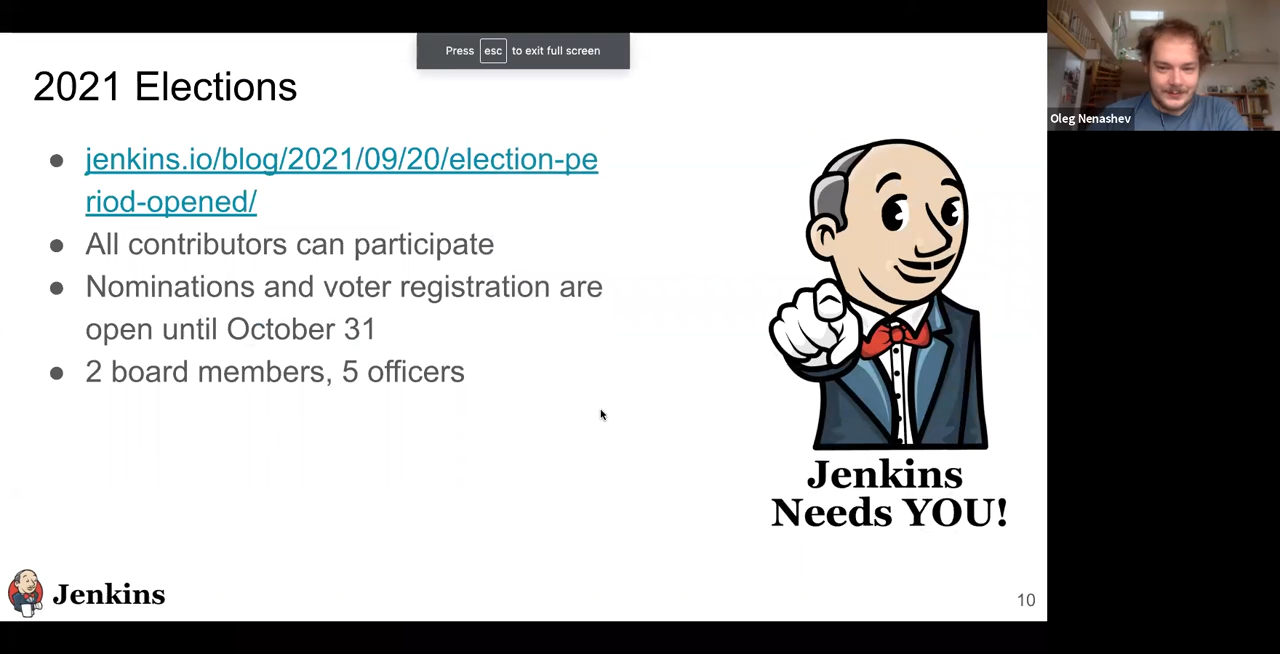 Press esc to exit full screen
2021 Elections
Oleg Nenashev
● jenkins.io/blog/2021/09/20/election-pe
riod-opened/
● All contributors can participate
● Nominations and voter registration are
open until October 31
● 2 board members, 5 officers
Jenkins
Needs YOU!
Jenkins
10